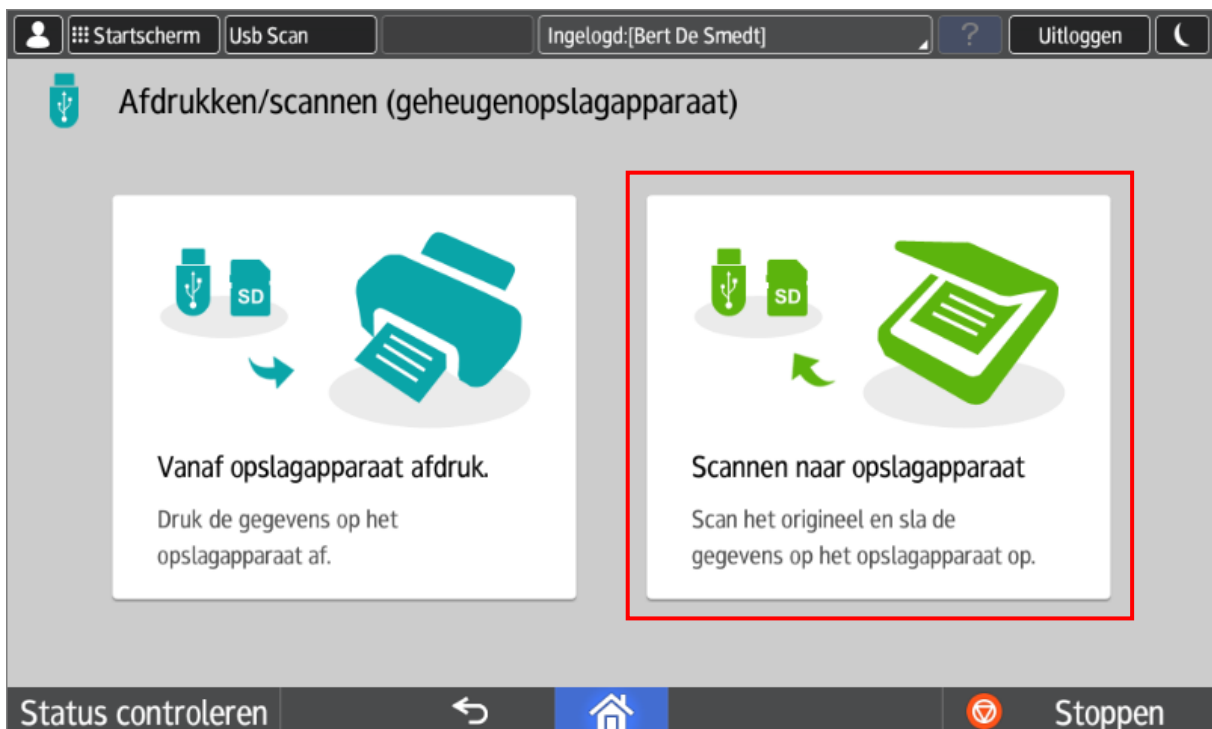 Startscherm
Usb Scan
Ingelogd:[Bert De Smedt]
?
Uitloggen
Afdrukken/scannen (geheugenopslagapparaat)
SD
Vanaf opslagapparaat afdruk.
Druk de gegevens op het
opslagapparaat af.
SD
Scannen naar opslagapparaat
Scan het origineel en sla de
gegevens op het opslagapparaat op.
Status controleren
Stoppen